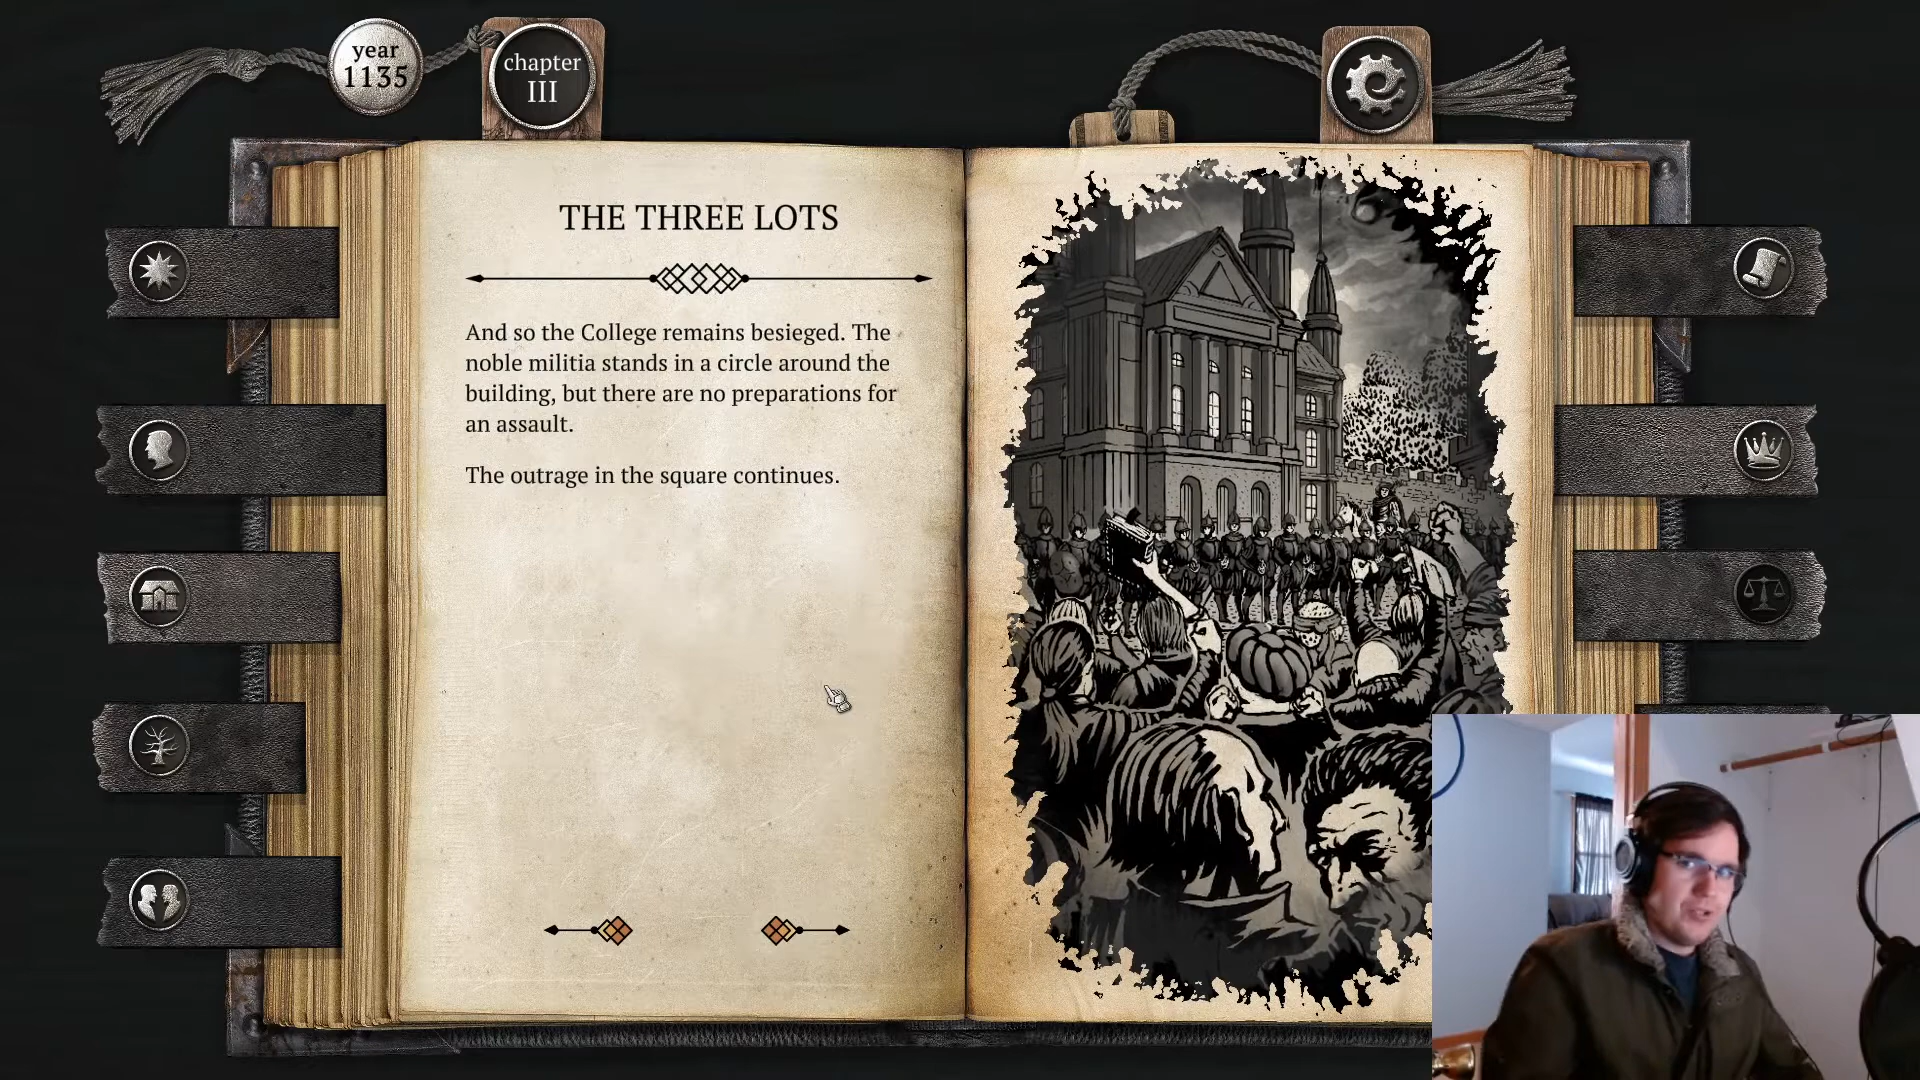 year
1135
chapter
III
THE THREE LOTS
And so the College remains besieged. The
noble militia stands in a circle around the
building, but there are no preparations for
an assault.
The outrage in the square continues.